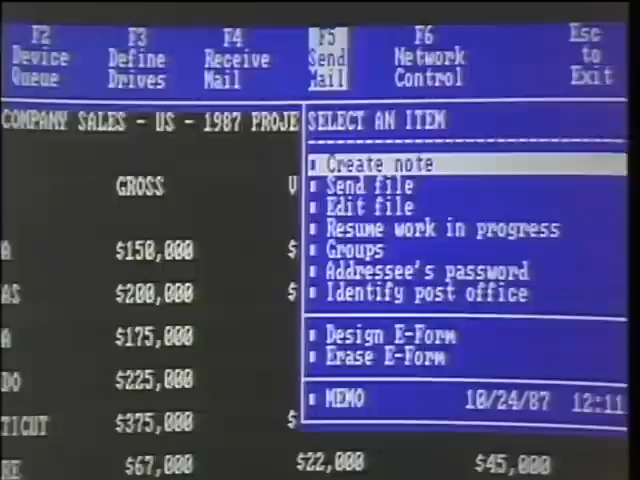 F2 F3 F4 F5 F6 Esc
Device Define Receive Send Network to
Queue Drives Mail Mail Control Exit
COMPANY SALES - US - 1987 PROJE
SELECT AN ITEM
Create note
GROSS
Send file
Edit file
Resume work in progress
A $150,000 $
Groups
Addressee's password
AS $200,000 $
Identify post office
A $175,000
Design E-Form
Erase E-Form
DO $225,000
MEMO 10/24/87 12:11
TICUT $375,000 $
RE $67,000 $22,000 $45,000